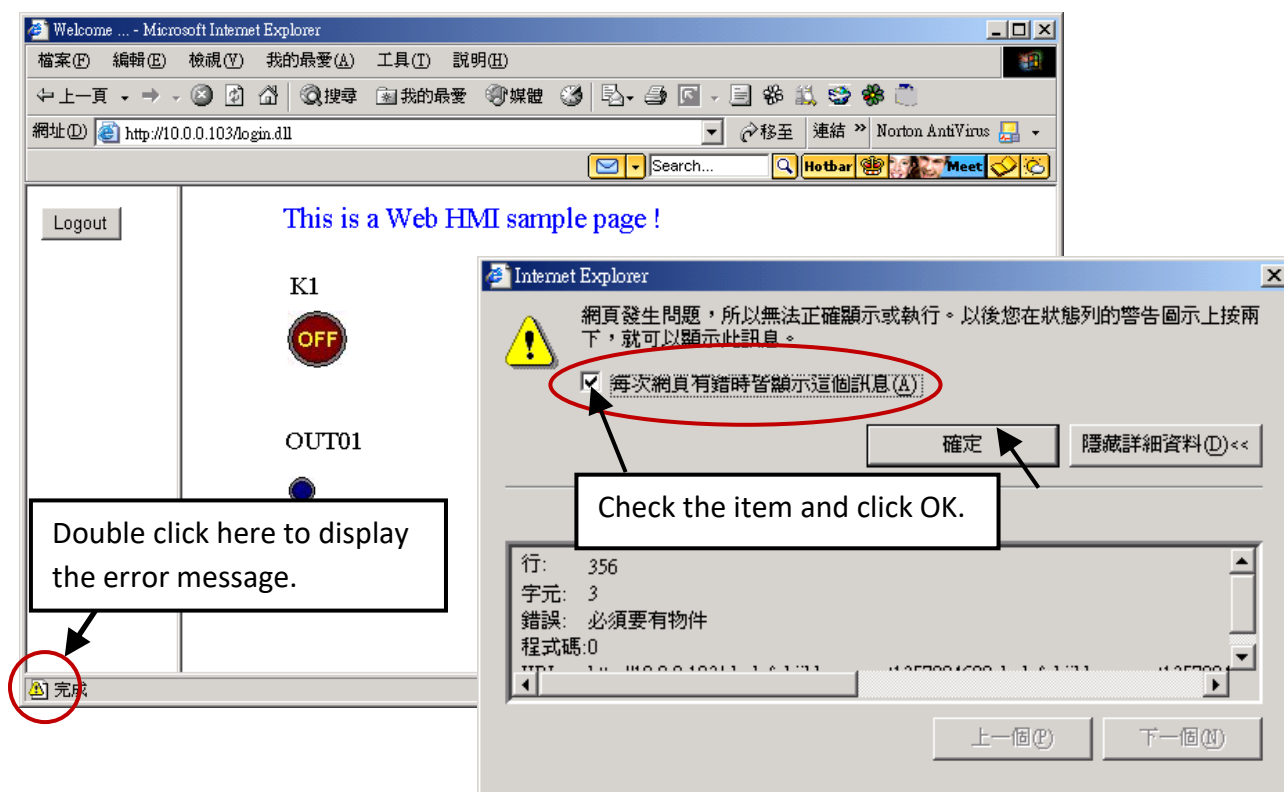 Welcome ... - Microsoft Internet Explorer
檔案(F) 編輯(E) 檢視(V) 我的最愛(A) 工具(T) 說明(H)
上一頁 搜尋 我的最愛 媒體
網址(D) http://10.0.0.103/login.dll 移至 連結 » Norton AntiVirus
Search... Hotbar Meet
Logout
This is a Web HMI sample page !
K1
OFF
OUT01
Double click here to display
the error message.
完成
Internet Explorer
網頁發生問題，所以無法正確顯示或執行。以後您在狀態列的警告圖示上按兩
下，就可以顯示此訊息。
每次網頁有錯時皆顯示這個訊息(A)
確定 隱藏詳細資料(D)<<
Check the item and click OK.
行: 356
字元: 3
錯誤: 必須要有物件
程式碼:0
上一個(P) 下一個(N)